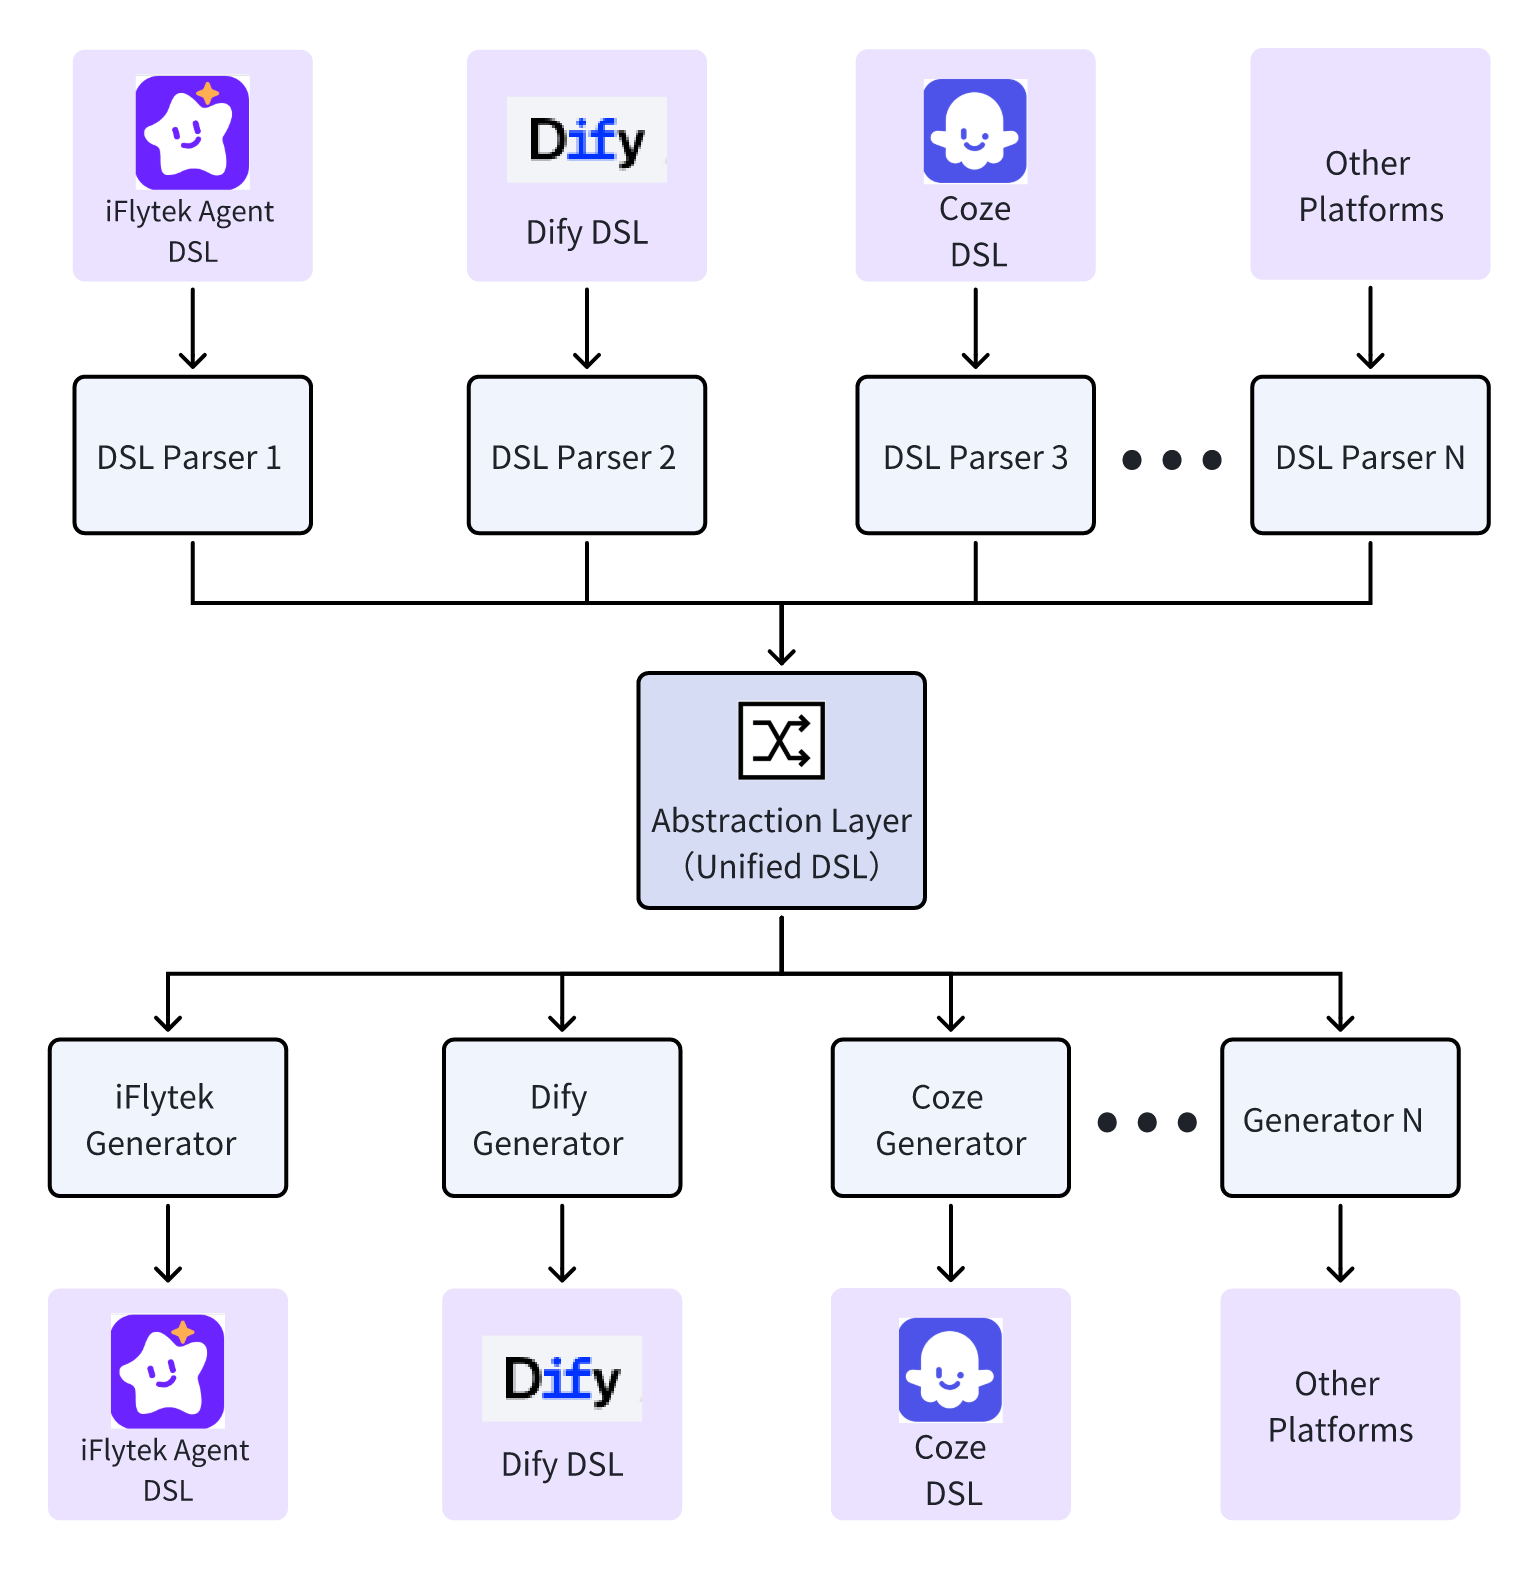 iFlytek Agent
DSL
Dify
Dify DSL
Coze
DSL
Other
Platforms
DSL Parser 1
DSL Parser 2
DSL Parser 3
DSL Parser N
Abstraction Layer
（Unified DSL）
iFlytek
Generator
Dify
Generator
Coze
Generator
Generator N
iFlytek Agent
DSL
Dify
Dify DSL
Coze
DSL
Other
Platforms